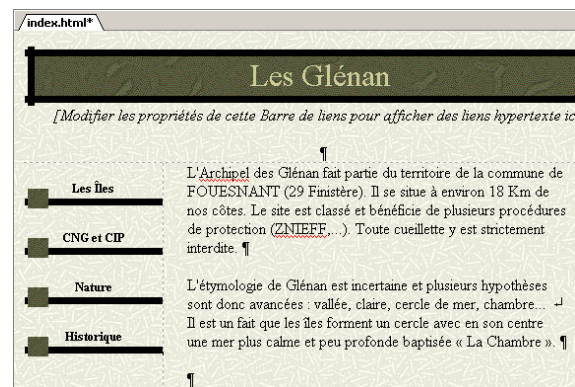 index.html*
Les Glénan
[Modifier les propriétés de cette Barre de liens pour afficher des liens hypertexte ic
¶
Les Îles
CNG et CIP
Nature
Historique
L'Archipel des Glénan fait partie du territoire de la commune de
FOUESNANT (29 Finistère). Il se situe à environ 18 Km de
nos côtes. Le site est classé et bénéficie de plusieurs procédures
de protection (ZNIEFF,...). Toute cueillette y est strictement
interdite. ¶
L'étymologie de Glénan est incertaine et plusieurs hypothèses
sont donc avancées : vallée, claire, cercle de mer, chambre... ↵
Il est un fait que les îles forment un cercle avec en son centre
une mer plus calme et peu profonde baptisée « La Chambre ». ¶
¶